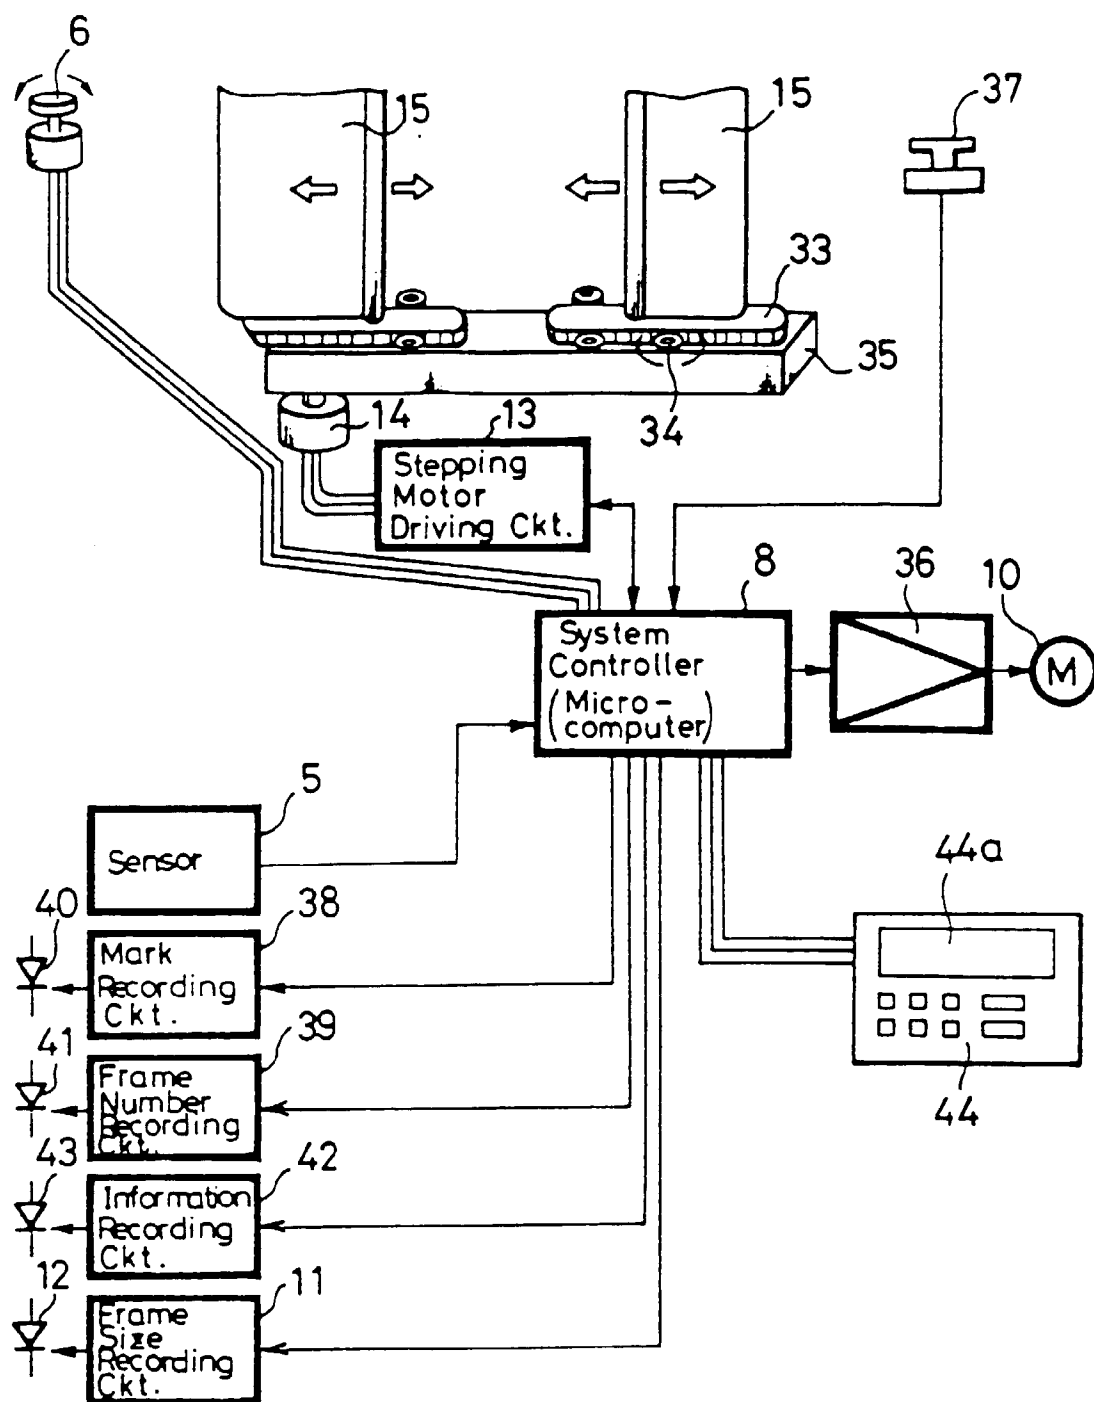 6
15
15
37
33
35
34
14
13
Stepping
Motor
Driving Ckt.
8
System
Controller
(Micro-
computer)
36
10
M
5
Sensor
44a
44
40
38
Mark
Recording
Ckt.
41
39
Frame
Number
Recording
Ckt.
43
42
Information
Recording
Ckt.
12
11
Frame
Size
Recording
Ckt.